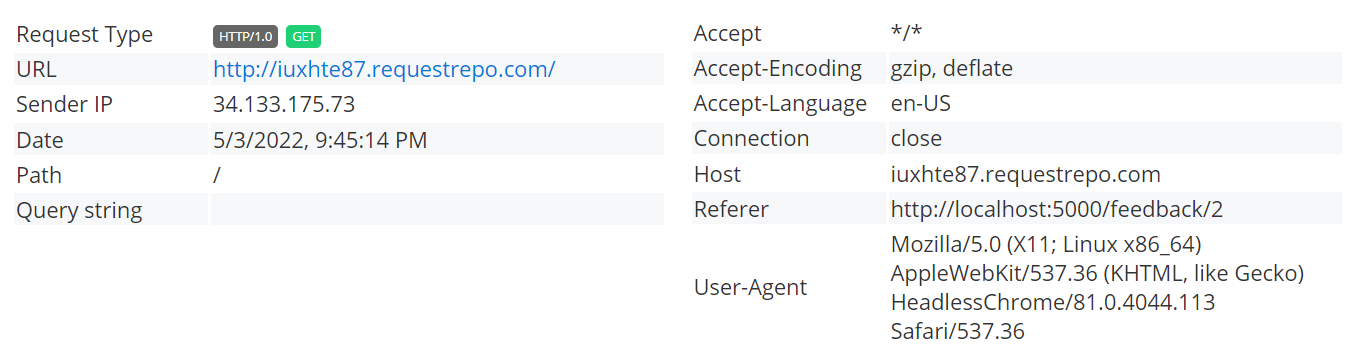 Request Type HTTP/1.0 GET
URL http://iuxhte87.requestrepo.com/
Sender IP 34.133.175.73
Date 5/3/2022, 9:45:14 PM
Path /
Query string
Accept */*
Accept-Encoding gzip, deflate
Accept-Language en-US
Connection close
Host iuxhte87.requestrepo.com
Referer http://localhost:5000/feedback/2
User-Agent Mozilla/5.0 (X11; Linux x86_64)
AppleWebKit/537.36 (KHTML, like Gecko)
HeadlessChrome/81.0.4044.113
Safari/537.36